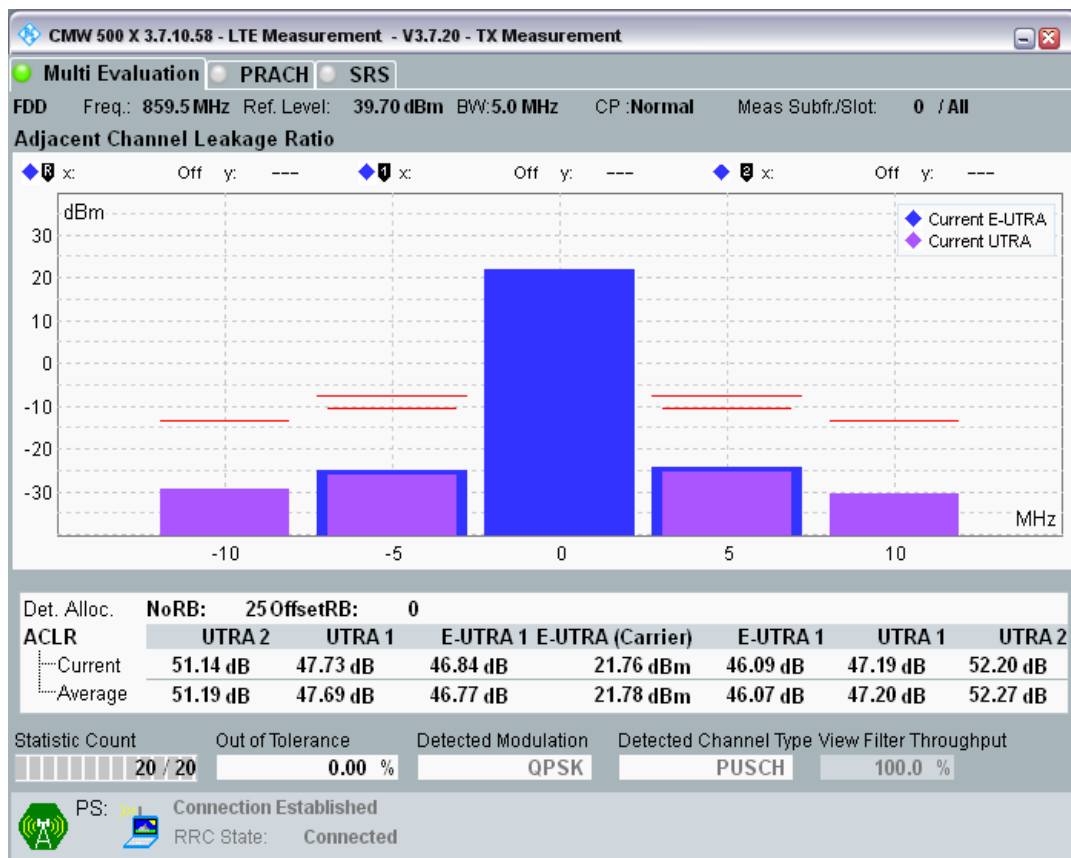 CMW 500 X 3.7.10.58 - LTE Measurement - V3.7.20 - TX Measurement
Multi Evaluation PRACH SRS
FDD Freq.: 859.5 MHz Ref. Level: 39.70 dBm BW:5.0 MHz CP :Normal Meas Subfr./Slot: 0 / All
Adjacent Channel Leakage Ratio
R x: Off y: --- 1 x: Off y: --- 2 x: Off y: ---
dBm
Current E-UTRA
Current UTRA
30
20
10
0
-10
-20
-30
MHz
-10 -5 0 5 10
Det. Alloc. NoRB: 25 OffsetRB: 0
ACLR UTRA 2 UTRA 1 E-UTRA 1 E-UTRA (Carrier) E-UTRA 1 UTRA 1 UTRA 2
Current 51.14 dB 47.73 dB 46.84 dB 21.76 dBm 46.09 dB 47.19 dB 52.20 dB
Average 51.19 dB 47.69 dB 46.77 dB 21.78 dBm 46.07 dB 47.20 dB 52.27 dB
Statistic Count Out of Tolerance Detected Modulation Detected Channel Type View Filter Throughput
20 / 20 0.00 % QPSK PUSCH 100.0 %
PS: Connection Established
RRC State: Connected